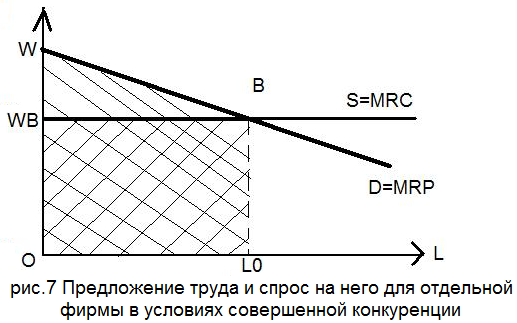 W
B
S=MRC
WB
D=MRP
O
L0
L
рис.7 Предложение труда и спрос на него для отдельной
фирмы в условиях совершенной конкуренции